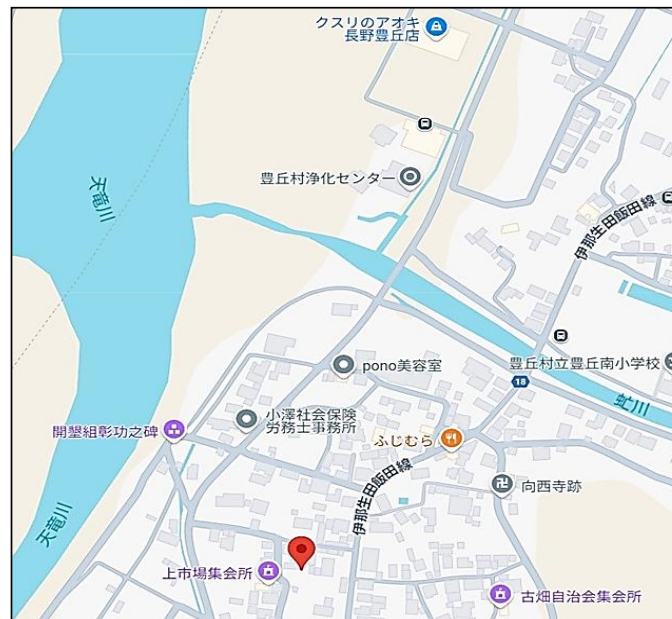 クスリのアオキ
長野豊丘店
天竜川
豊丘村浄化センター
伊那生田飯田線
pono美容室
豊丘村立豊丘南小学校
18
虻川
小澤社会保険
労務士事務所
開墾組彰功之碑
ふじむら
伊那生田飯田線
向西寺跡
天竜川
上市場集会所
古畑自治会集会所